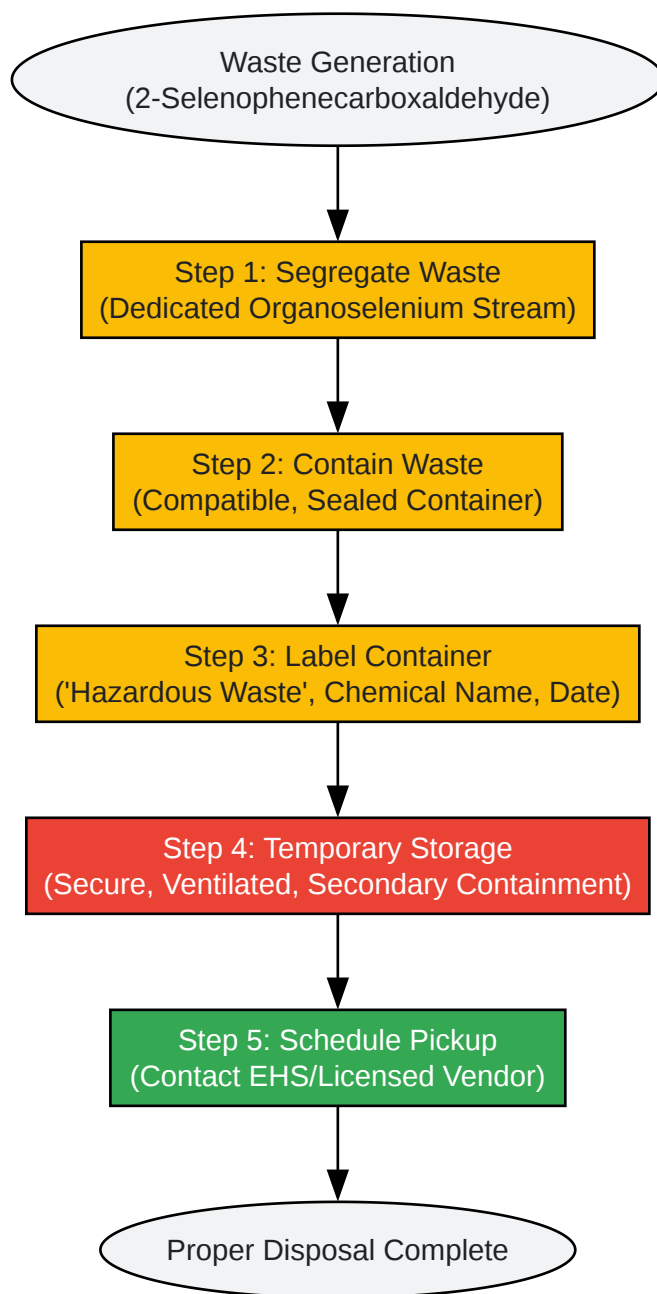 Waste Generation
(2-Selenophenecarboxaldehyde)
Step 1: Segregate Waste
(Dedicated Organoselenium Stream)
Step 2: Contain Waste
(Compatible, Sealed Container)
Step 3: Label Container
('Hazardous Waste', Chemical Name, Date)
Step 4: Temporary Storage
(Secure, Ventilated, Secondary Containment)
Step 5: Schedule Pickup
(Contact EHS/Licensed Vendor)
Proper Disposal Complete